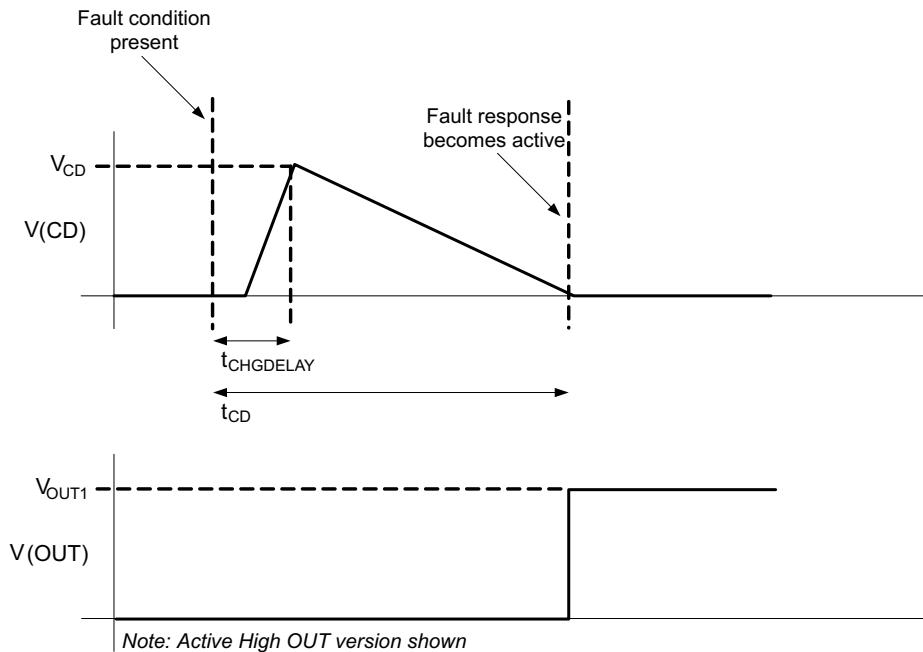 Fault condition
present
Fault response
becomes active
VCD
V(CD)
tCHGDELAY
tCD
VOUT1
V(OUT)
Note: Active High OUT version shown